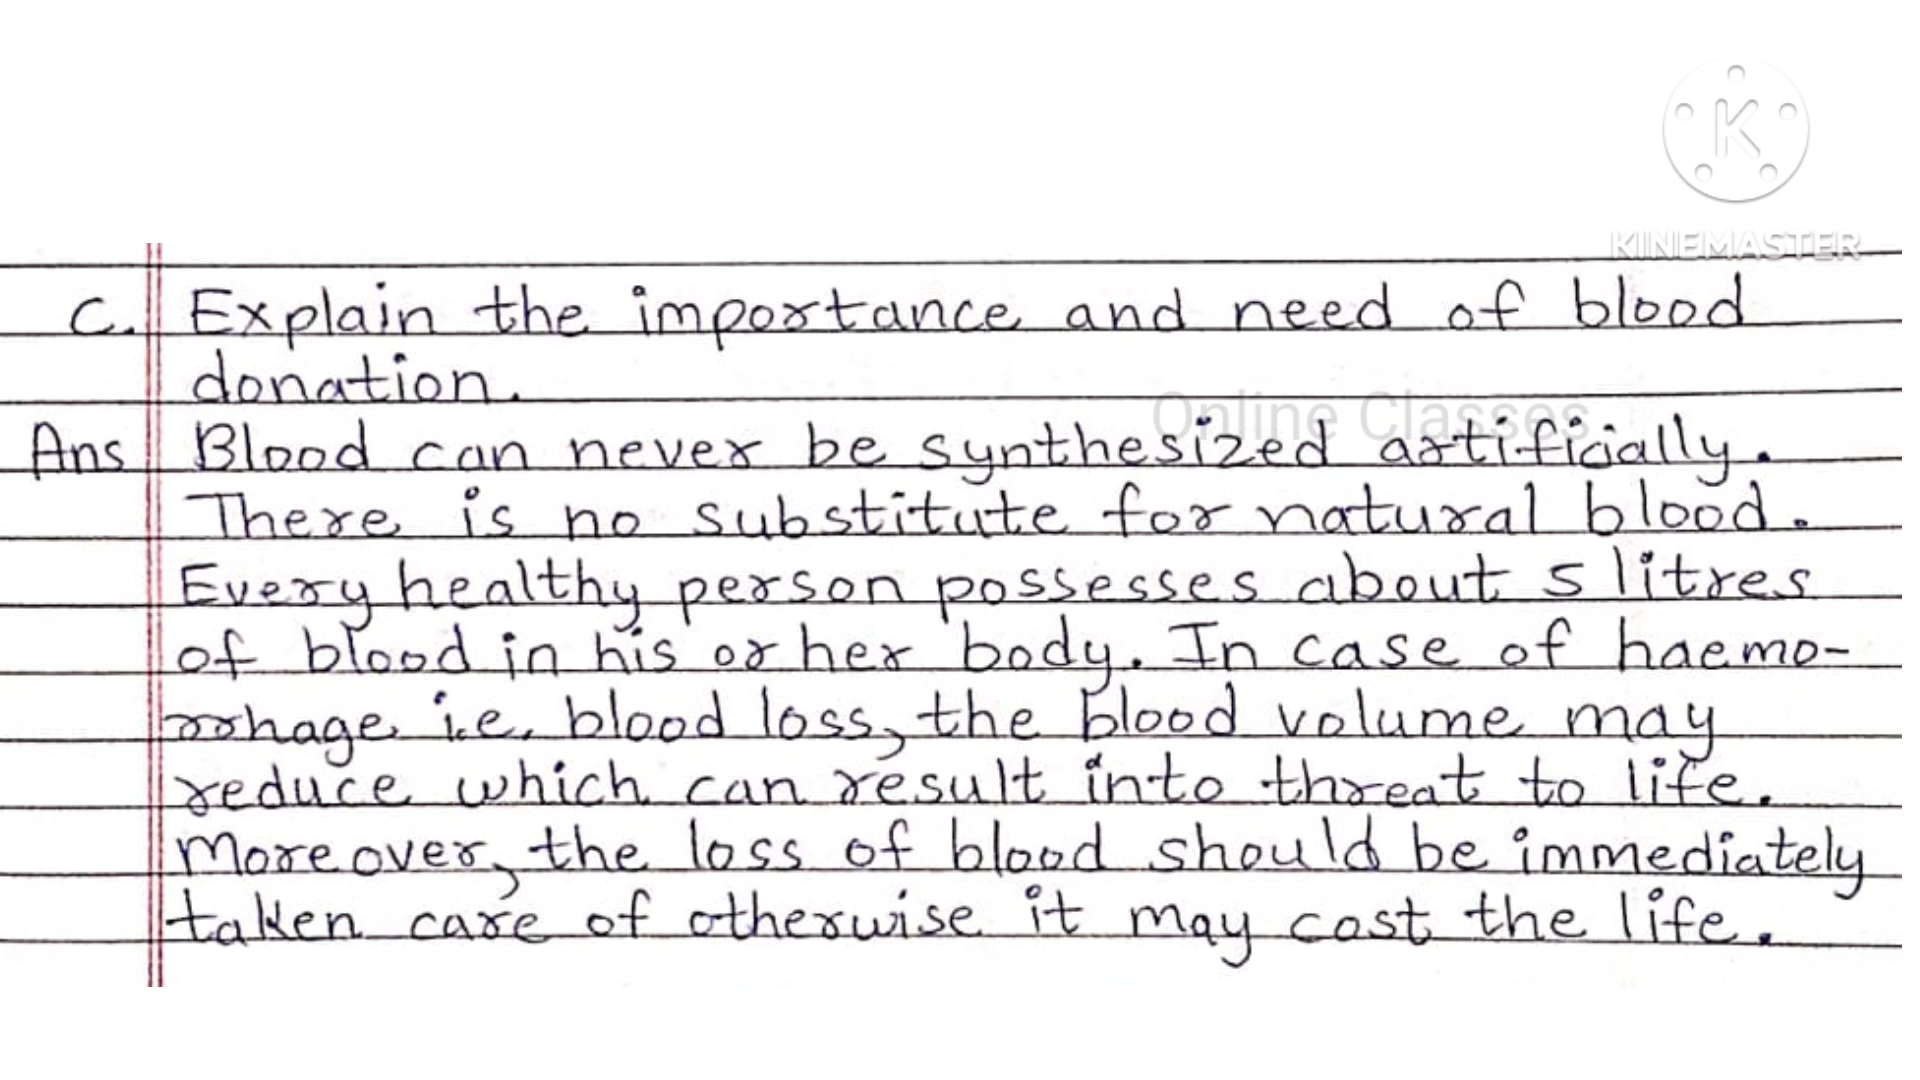 K
KINEMASTER
C. Explain the importance and need of blood
donation.
Online Classes
Ans Blood can never be synthesized artificially.
There is no substitute for natural blood.
Every healthy person possesses about 5 litres
of blood in his or her body. In case of haemo-
rrhage i.e. blood loss, the blood volume may
reduce which can result into threat to life.
Moreover, the loss of blood should be immediately
taken care of otherwise it may cost the life.